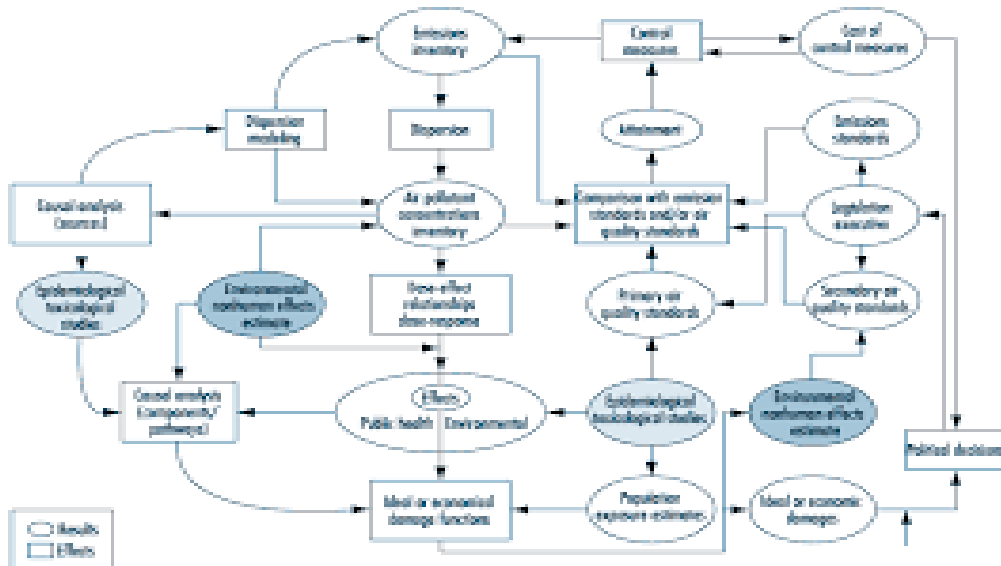 Emissions
inventory
Control
measures
Cost of
control measures
Dispersion
modeling
Dispersion
Attainment
Emissions
standards
Causal analysis
(sources)
Air pollutant
concentrations
inventory
Comparison with emission
standards and/or air
quality standards
Legislation
executive
Epidemiological
toxicological
studies
Environmental
nonhuman effects
estimate
effect
relationships
dose-response
Primary air
quality standards
Secondary air
quality standards
Causal analysis
(components/
pathways)
Effects
Public health Environmental
Epidemiological
toxicological studies
Environmental
nonhuman effects
estimate
Political decisions
Ideal or economical
damage functions
Population
exposure estimates
Ideal or economic
damages
Results
Effects